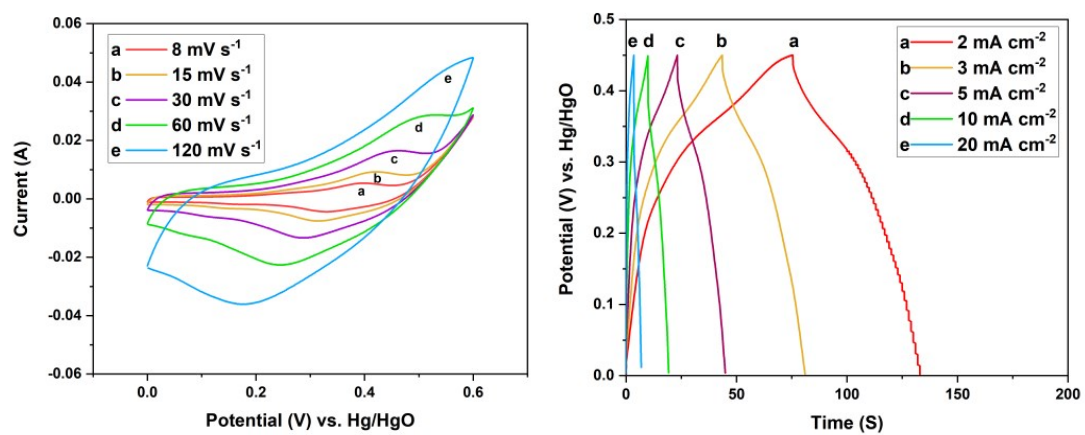 0.06
0.04
0.02
0.00
-0.02
-0.04
-0.06
Current (A)
a 8 mV s⁻¹
b 15 mV s⁻¹
c 30 mV s⁻¹
d 60 mV s⁻¹
e 120 mV s⁻¹
e
d
c
b
a
0.0 0.2 0.4 0.6
Potential (V) vs. Hg/HgO
0.5
0.4
0.3
0.2
0.1
0.0
Potential (V) vs. Hg/HgO
e d c b a
a 2 mA cm⁻²
b 3 mA cm⁻²
c 5 mA cm⁻²
d 10 mA cm⁻²
e 20 mA cm⁻²
0 50 100 150 200
Time (S)